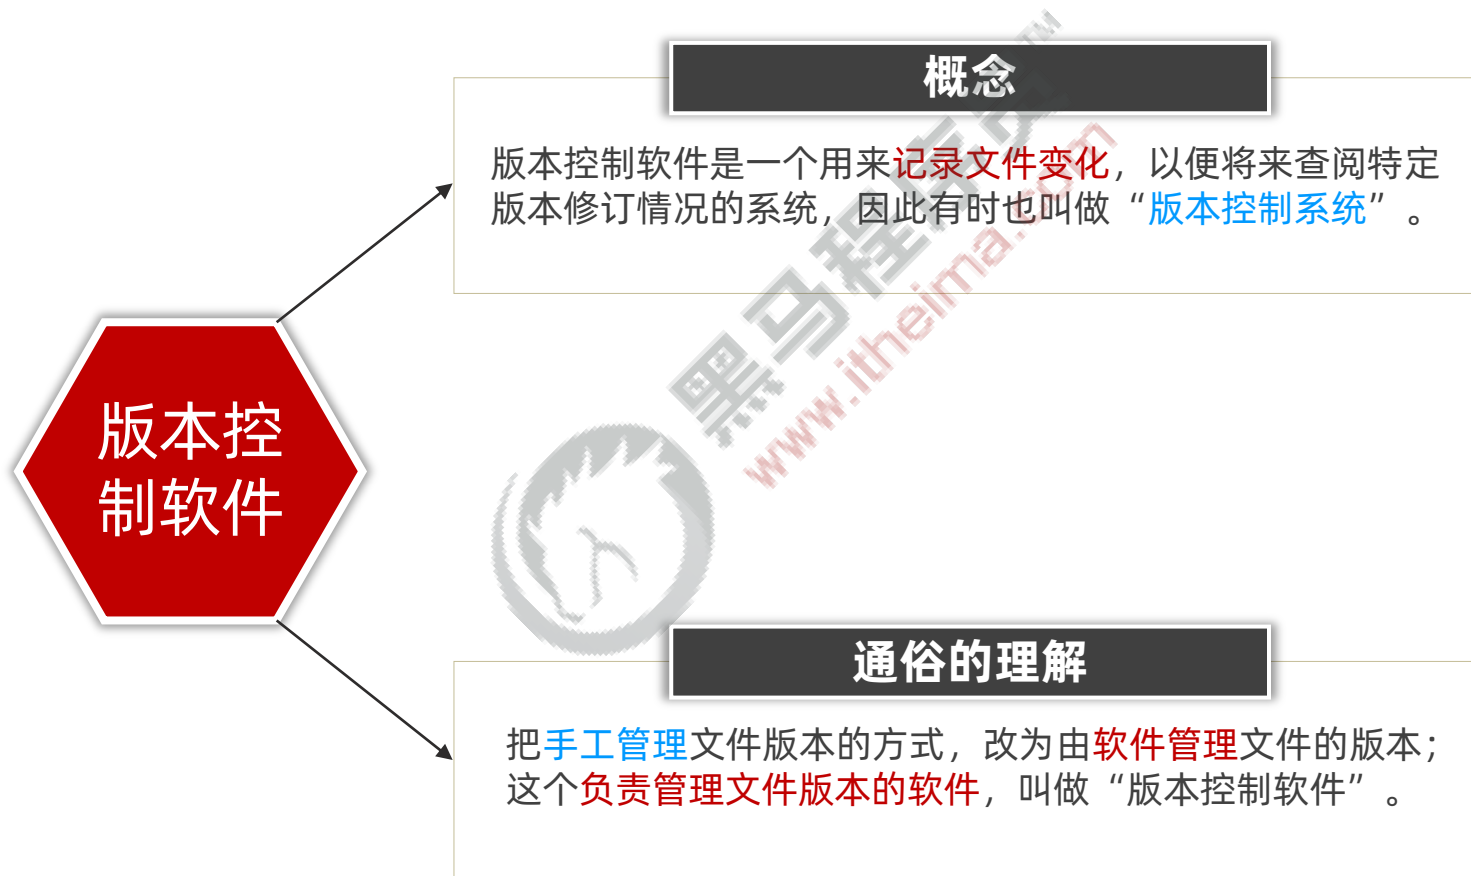 概念
版本控制软件是一个用来记录文件变化，以便将来查阅特定
版本修订情况的系统，因此有时也叫做“版本控制系统”。
版本控
制软件
通俗的理解
把手工管理文件版本的方式，改为由软件管理文件的版本；
这个负责管理文件版本的软件，叫做“版本控制软件”。
黑马程序员™
www.itheima.com